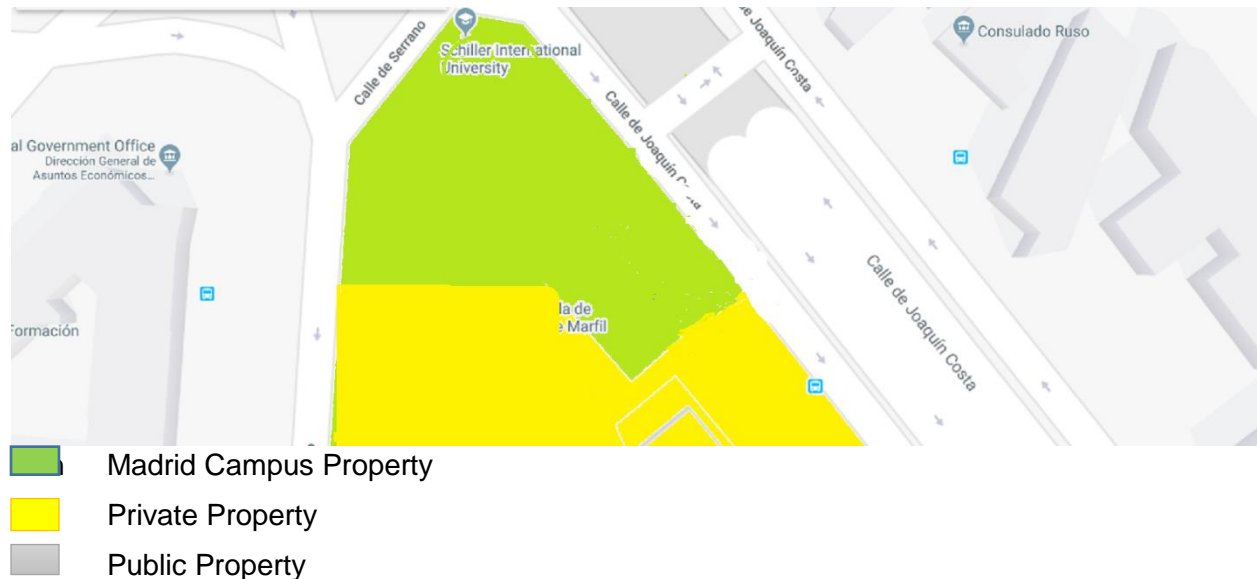 Calle de Serrano
Schiller International
University
Calle de Joaquín Costa
de Joaquín Costa
Consulado Ruso
al Government Office
Dirección General de
Asuntos Económicos...
Calle de Joaquín Costa
la de
Marfil
Formación
Madrid Campus Property
Private Property
Public Property